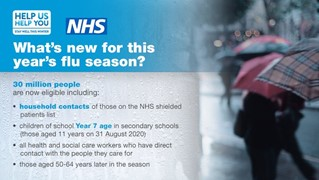 HELP US
HELP YOU
STAY WELL THIS WINTER
NHS
What's new for this
year's flu season?
30 million people
are now eligible including:
• household contacts of those on the NHS shielded
patients list
• children of school Year 7 age in secondary schools
(those aged 11 years on 31 August 2020)
• all health and social care workers who have direct
contact with the people they care for
• those aged 50-64 years later in the season